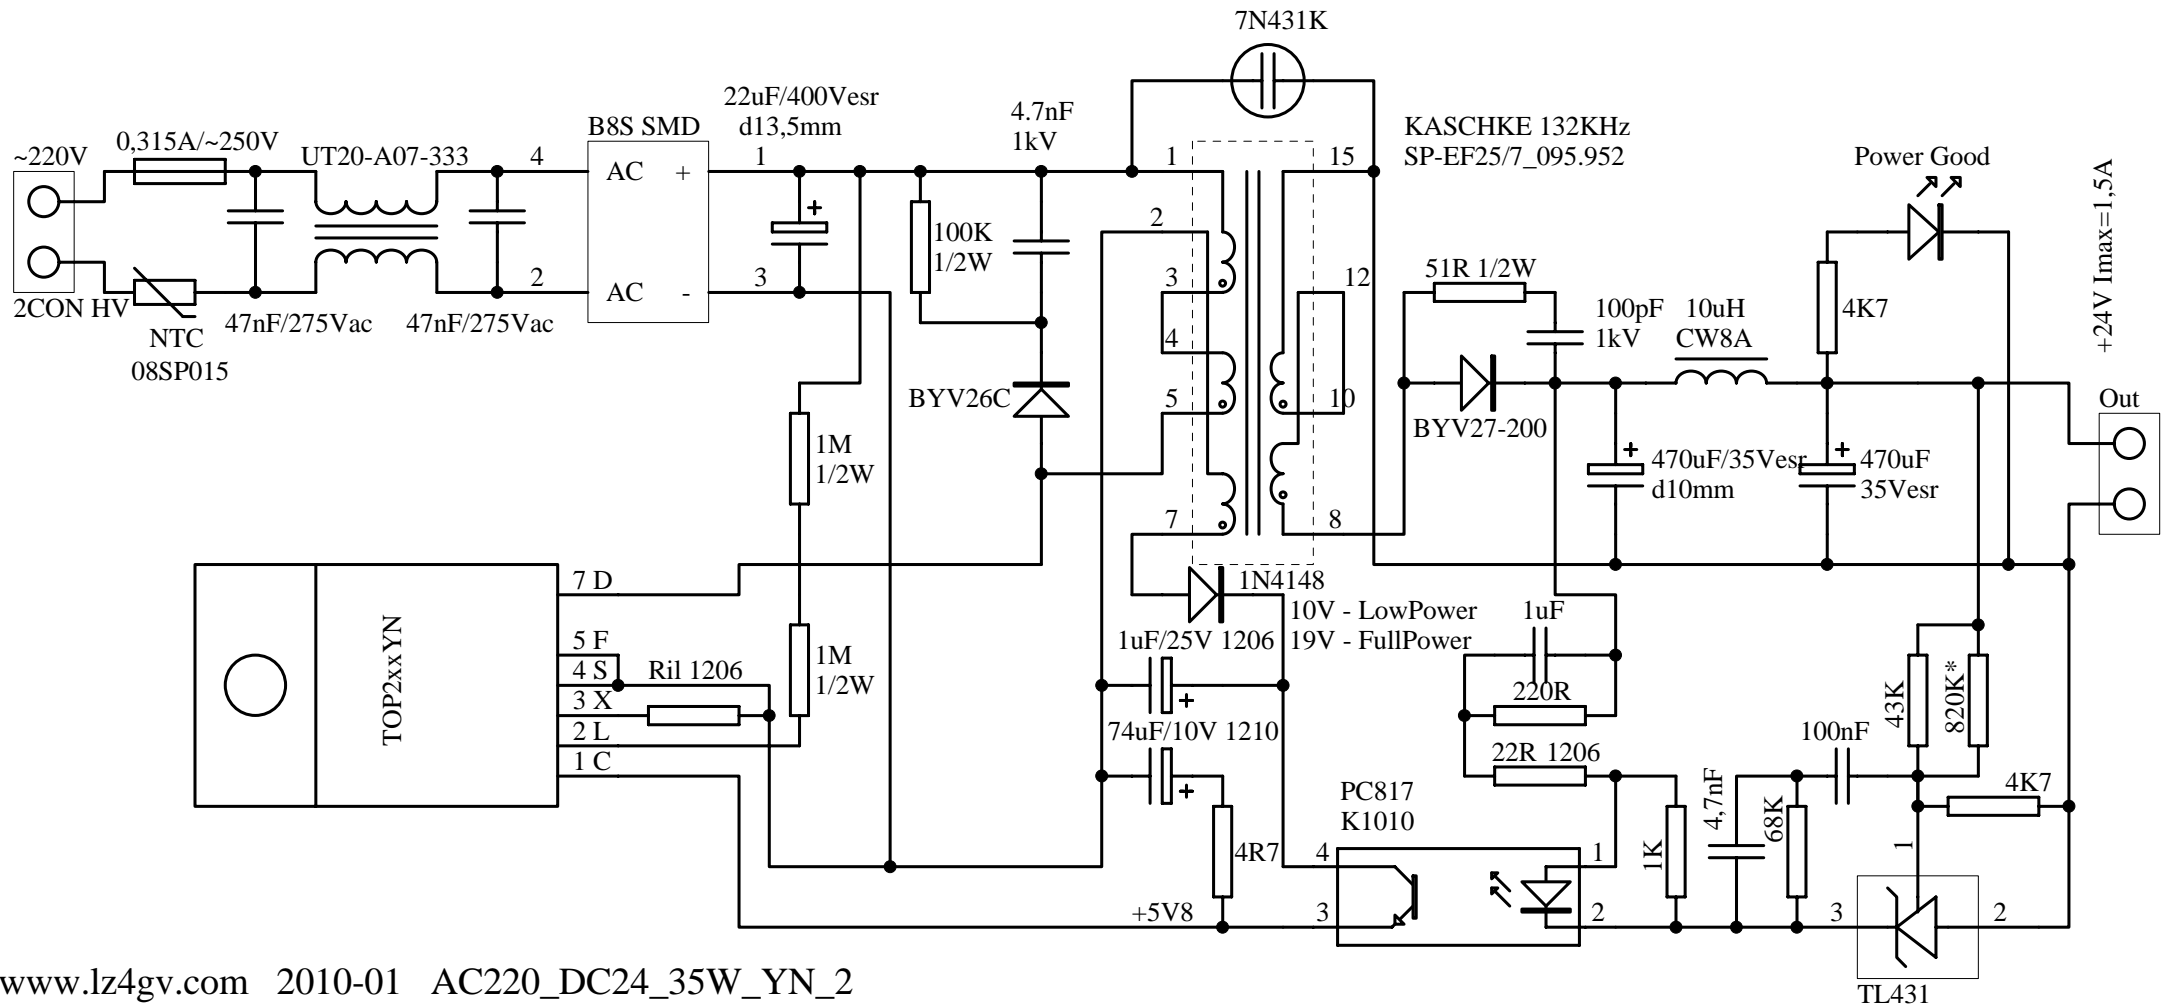 7N431K
22uF/400Vesr
d13,5mm
4.7nF
1kV
B8S SMD
KASCHKE 132KHz
SP-EF25/7_095.952
~220V
0,315A/~250V
UT20-A07-333
4
1
1
15
Power Good
+24V Imax=1,5A
AC +
2
100K
1/2W
3
12
51R 1/2W
AC -
2
3
2CON HV
NTC
08SP015
47nF/275Vac
47nF/275Vac
100pF
1kV
10uH
CW8A
4K7
4
BYV26C
5
10
Out
BYV27-200
1M
1/2W
470uF/35Vesr
d10mm
470uF
35Vesr
7
8
7 D
1N4148
10V - LowPower
19V - FullPower
1uF
TOP2xxYN
5 F
4 S
3 X
2 L
1 C
Ril 1206
1M
1/2W
1uF/25V 1206
220R
43K
820K*
74uF/10V 1210
22R 1206
100nF
4K7
PC817
K1010
4,7nF
68K
4R7
4
1
1K
1
+5V8
3
2
3
2
www.lz4gv.com 2010-01 AC220_DC24_35W_YN_2
TL431